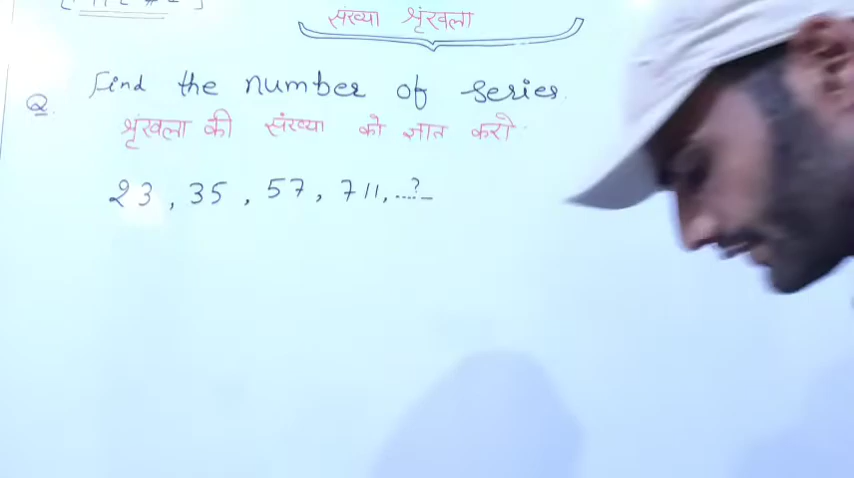 संख्या श्रृंखला
Q. Find the number of series.
श्रृंखला की संख्या को ज्ञात करो
23, 35, 57, 711, ...?